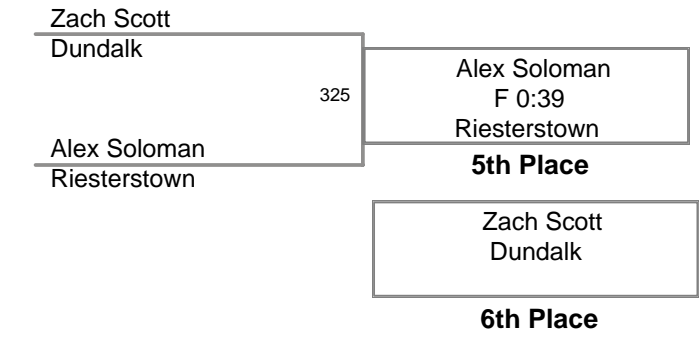 Zach Scott
Dundalk
325
Alex Soloman
Riesterstown
Alex Soloman
F 0:39
Riesterstown
5th Place
Zach Scott
Dundalk
6th Place